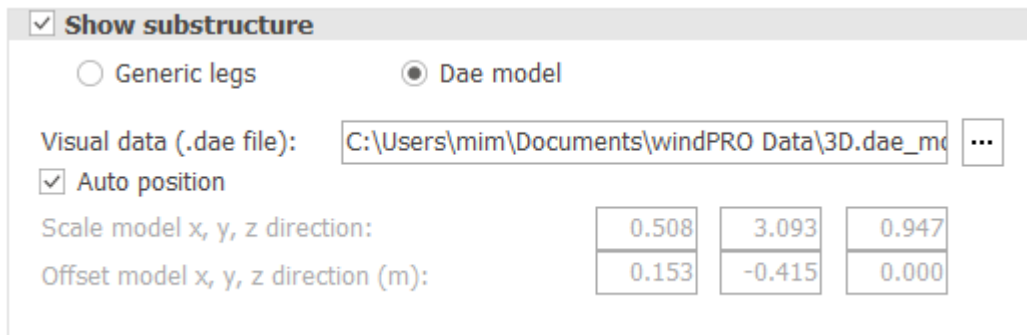 Show substructure
Generic legs Dae model
Visual data (.dae file): C:\Users\mim\Documents\windPRO Data\3D.dae_mo ...
Auto position
Scale model x, y, z direction: 0.508 3.093 0.947
Offset model x, y, z direction (m): 0.153 -0.415 0.000